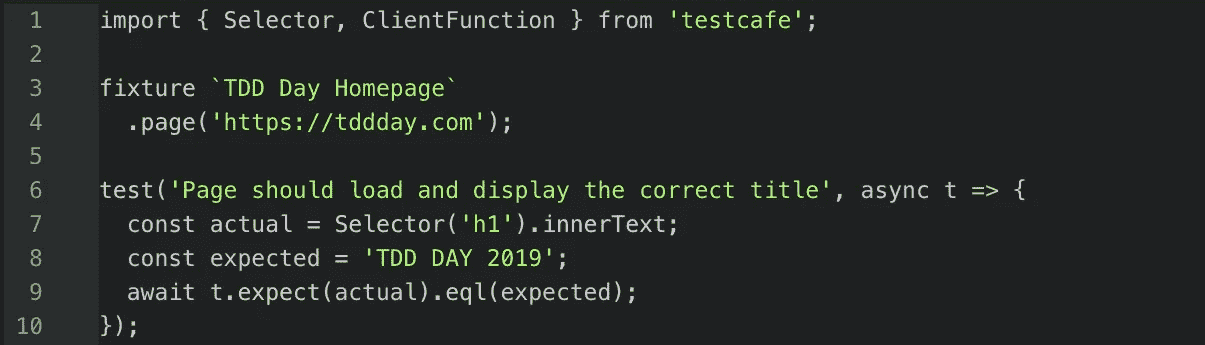 1 import { Selector, ClientFunction } from 'testcafe';
2
3 fixture `TDD Day Homepage`
4   .page('https://tddday.com');
5
6 test('Page should load and display the correct title', async t => {
7   const actual = Selector('h1').innerText;
8   const expected = 'TDD DAY 2019';
9   await t.expect(actual).eql(expected);
10 });